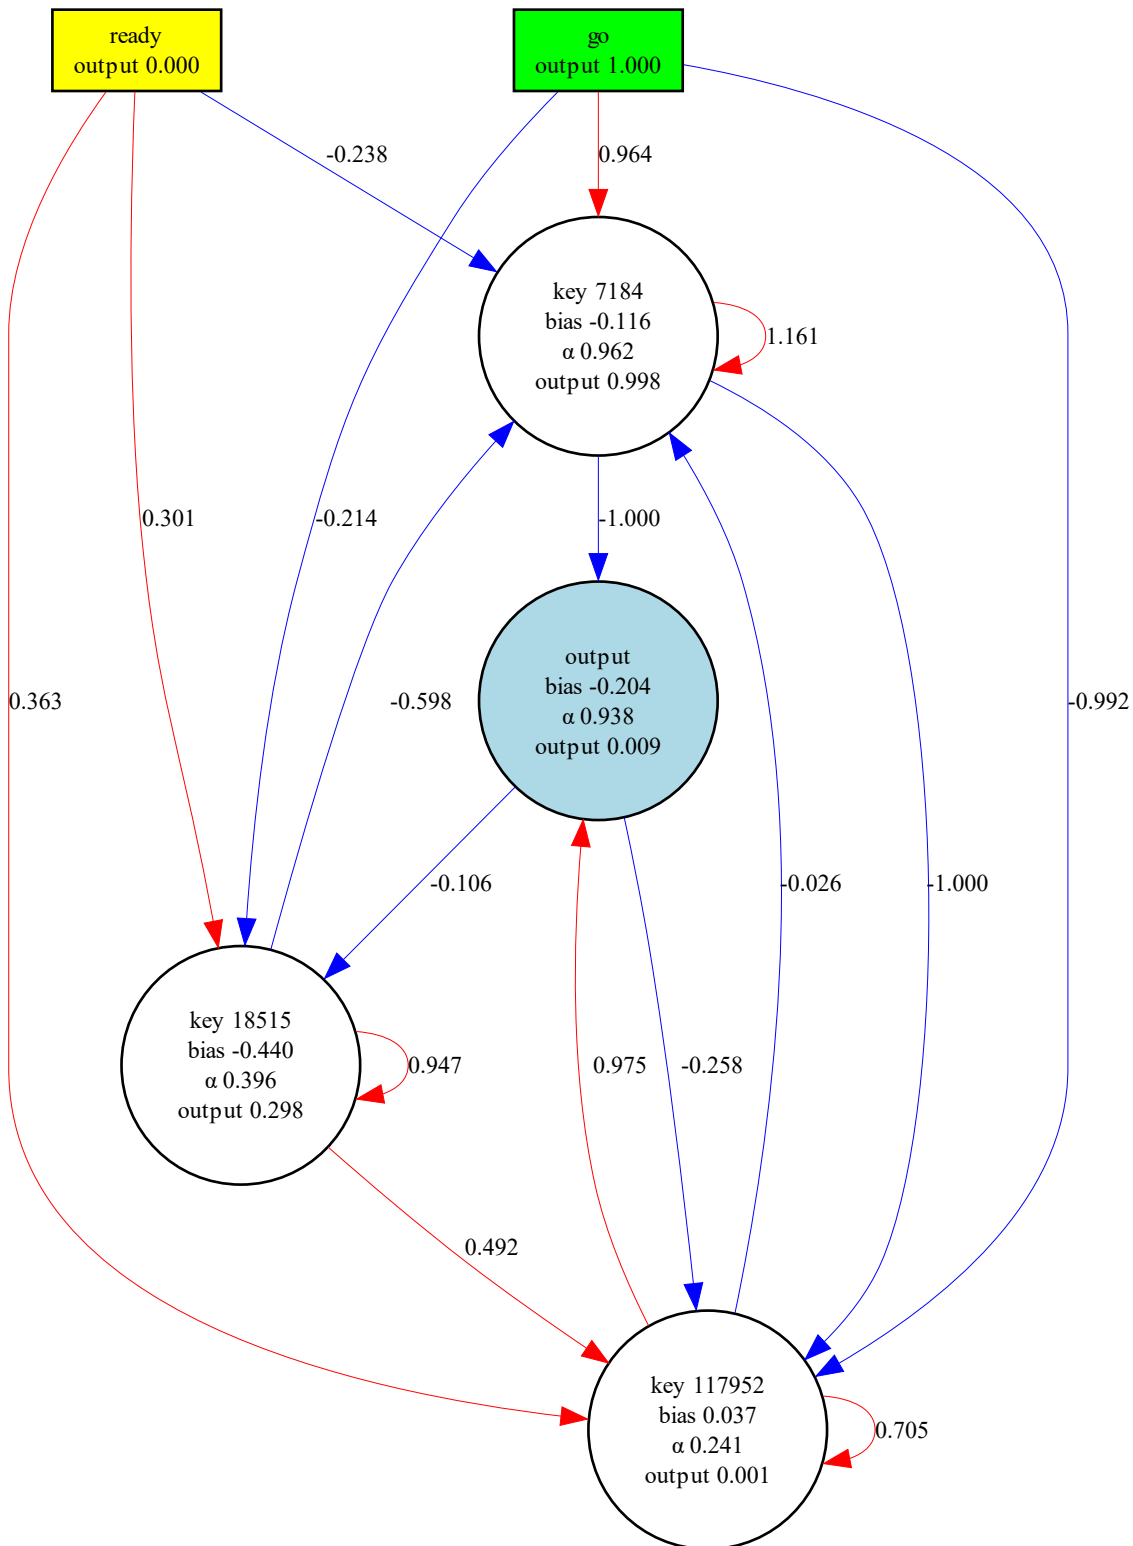 ready
output 0.000
go
output 1.000
-0.238
0.964
key 7184
bias -0.116
α 0.962
output 0.998
1.161
0.301
-0.214
-1.000
output
bias -0.204
α 0.938
output 0.009
0.363
-0.598
-0.992
-0.106
-0.026
-1.000
key 18515
bias -0.440
α 0.396
output 0.298
0.947
0.975
-0.258
0.492
key 117952
bias 0.037
α 0.241
output 0.001
0.705